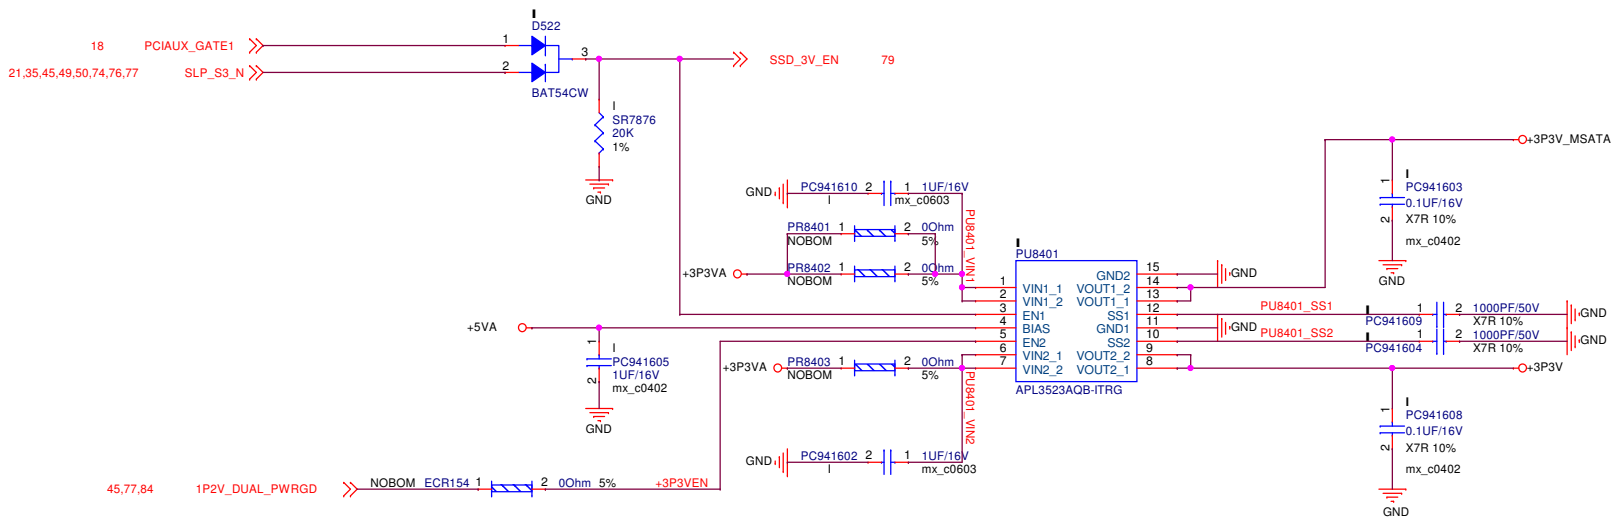 I
D522
18 PCIAUX_GATE1 1
3
SSD_3V_EN 79
21,35,45,49,50,74,76,77 SLP_S3_N 2
BAT54CW
I
SR7876
20K
1%
GND
+3P3V_MSATA
GND PC941610 2 1 1UF/16V
I mx_c0603
PR8401 1 2 0Ohm
NOBOM 5%
PU8401_VIN1
+3P3VA PR8402 1 2 0Ohm
NOBOM 5%
I
PC941603
1
0.1UF/16V
2 X7R 10%
mx_c0402
GND
I
PU8401
GND2 15 GND
1 VIN1_1 VOUT1_2 14
2 VIN1_2 VOUT1_1 13
3 EN1 SS1 12 PU8401_SS1
4 BIAS GND1 11 GND
5 EN2 SS2 10 PU8401_SS2
6 VIN2_1 VOUT2_2 9
7 VIN2_2 VOUT2_1 8
APL3523AQB-ITRG
I PC941609 1 2 1000PF/50V GND
X7R 10%
I PC941604 1 2 1000PF/50V GND
X7R 10%
+5VA
1
I
PC941605
1UF/16V
2
mx_c0402
GND
+3P3VA PR8403 1 2 0Ohm
NOBOM 5%
PU8401_VIN2
+3P3V
I
1
PC941608
0.1UF/16V
2
X7R 10%
mx_c0402
GND
GND PC941602 2 1 1UF/16V
I mx_c0603
45,77,84 1P2V_DUAL_PWRGD NOBOM ECR154 1 2 0Ohm 5% +3P3VEN